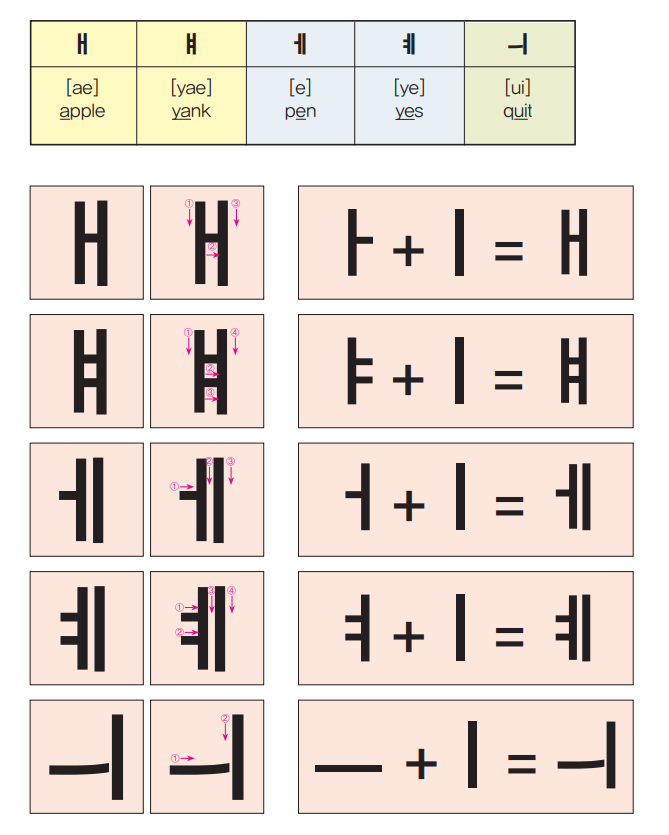 ㅐ ㅒ ㅔ ㅖ ㅢ
[ae] [yae] [e] [ye] [ui]
apple yank pen yes quit
ㅐ ① ② ③ ㅐ ㅏ + ㅣ = ㅐ
ㅒ ① ② ③ ④ ㅒ ㅑ + ㅣ = ㅒ
ㅔ ① ② ③ ㅔ ㅓ + ㅣ = ㅔ
ㅖ ① ② ③ ④ ㅖ ㅕ + ㅣ = ㅖ
ㅢ ① ② ㅢ ㅡ + ㅣ = ㅢ